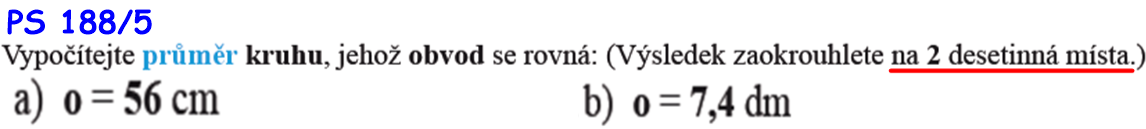 PS 188/5
Vypočítejte průměr kruhu, jehož obvod se rovná: (Výsledek zaokrouhlete na 2 desetinná místa.)
a) o = 56 cm b) o = 7,4 dm